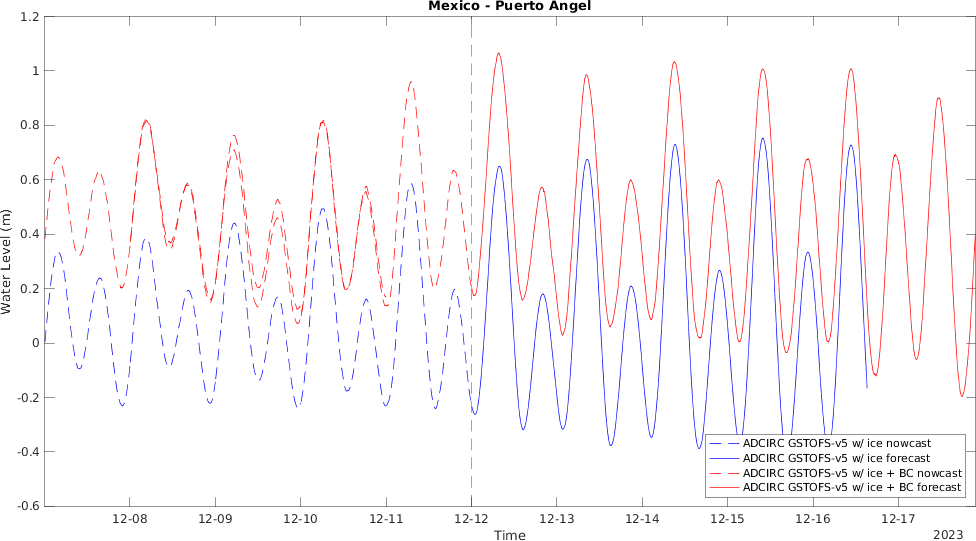 Mexico - Puerto Angel
1.2
1
0.8
0.6
0.4
0.2
0
-0.2
-0.4
-0.6
Water Level (m)
ADCIRC GSTOFS-v5 w/ ice nowcast
ADCIRC GSTOFS-v5 w/ ice forecast
ADCIRC GSTOFS-v5 w/ ice + BC nowcast
ADCIRC GSTOFS-v5 w/ ice + BC forecast
12-08 12-09 12-10 12-11 12-12 12-13 12-14 12-15 12-16 12-17
Time
2023